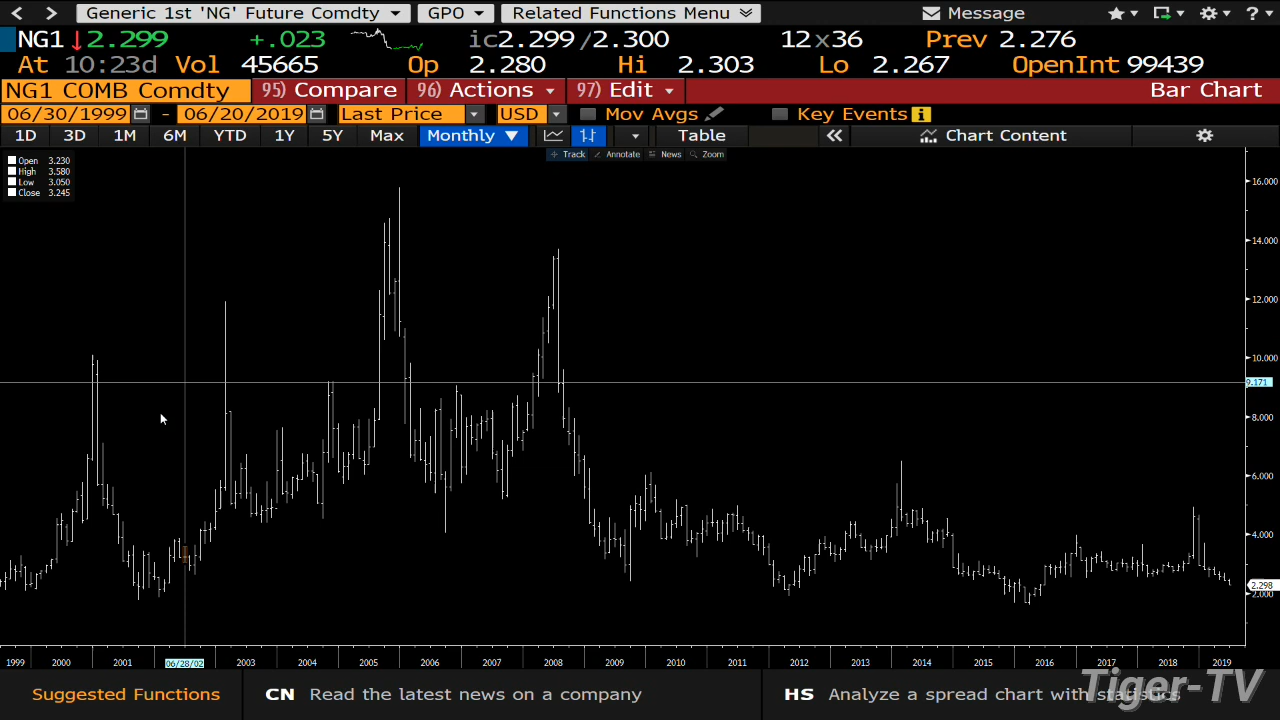 Generic 1st 'NG' Future Comdty GPO Related Functions Menu Message ?
NG1 ↓2.299 +.023 ic2.299 /2.300 12x36 Prev 2.276
At 10:23d Vol 45665 Op 2.280 Hi 2.303 Lo 2.267 OpenInt 99439
NG1 COMB Comdty 95) Compare 96) Actions 97) Edit Bar Chart
06/30/1999 - 06/20/2019 Last Price USD Mov Avgs Key Events i
1D 3D 1M 6M YTD 1Y 5Y Max Monthly ▼ Table « Chart Content
Track Annotate News Zoom
Open 3.230
High 3.580
Low 3.050
Close 3.245
16.000
14.000
12.000
10.000
9.171
8.000
6.000
4.000
2.298
2.000
1999 2000 2001 06/28/02 2003 2004 2005 2006 2007 2008 2009 2010 2011 2012 2013 2014 2015 2016 2017 2018 2019
Suggested Functions CN Read the latest news on a company HS Analyze a spread chart with statistics
Tiger-TV